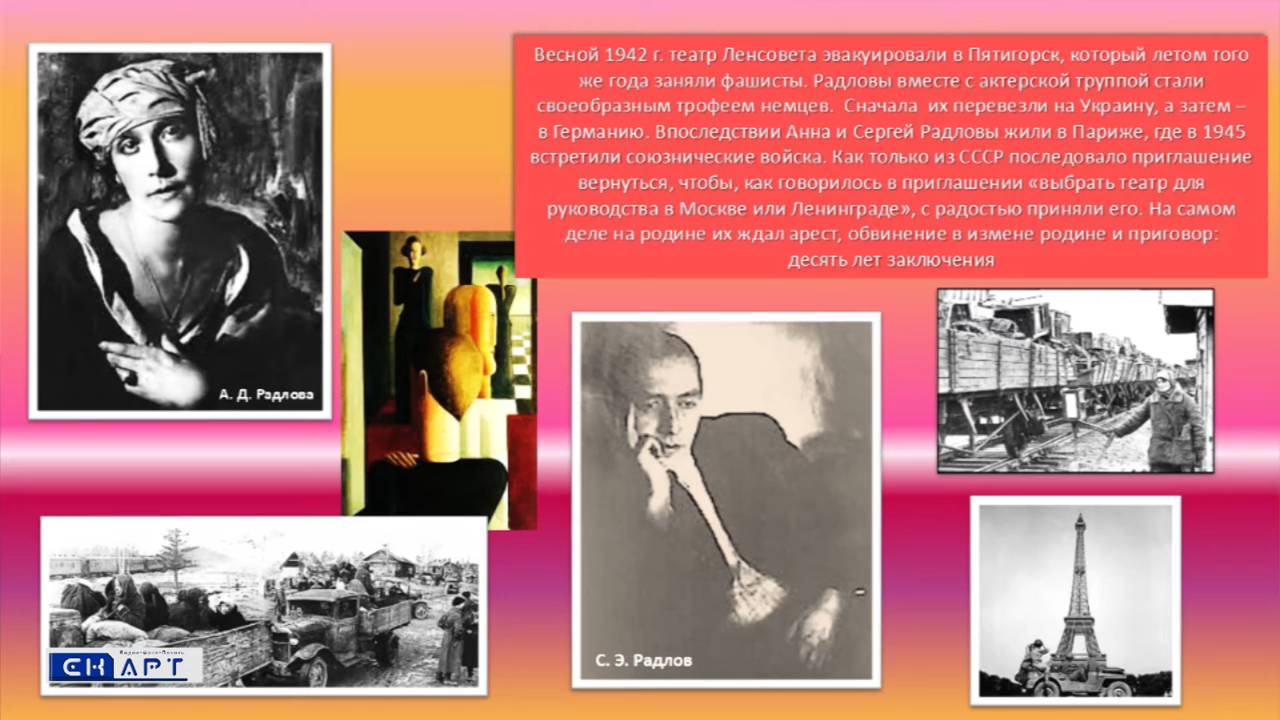 Весной 1942 г. театр Ленсовета эвакуировали в Пятигорск, который летом того
же года заняли фашисты. Радловы вместе с актерской труппой стали
своеобразным трофеем немцев.  Сначала  их перевезли на Украину, а затем –
в Германию. Впоследствии Анна и Сергей Радловы жили в Париже, где в 1945
встретили союзнические войска. Как только из СССР последовало приглашение
вернуться, чтобы, как говорилось в приглашении «выбрать театр для
руководства в Москве или Ленинграде», с радостью приняли его. На самом
деле на родине их ждал арест, обвинение в измене родине и приговор:
десять лет заключения
А. Д. Радлова
С. Э. Радлов
СК АРТ